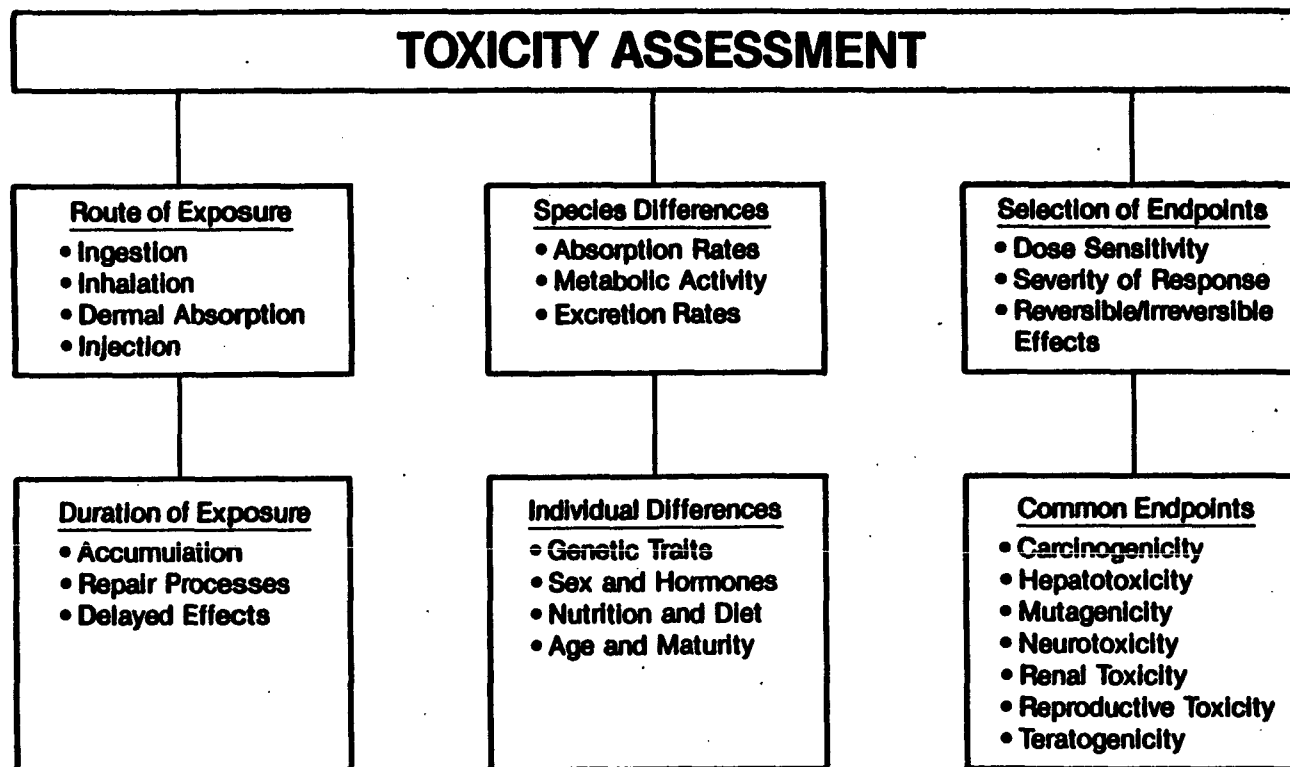 TOXICITY ASSESSMENT
Route of Exposure
• Ingestion
• Inhalation
• Dermal Absorption
• Injection
Species Differences
• Absorption Rates
• Metabolic Activity
• Excretion Rates
Selection of Endpoints
• Dose Sensitivity
• Severity of Response
• Reversible/Irreversible
Effects
Duration of Exposure
• Accumulation
• Repair Processes
• Delayed Effects
Individual Differences
• Genetic Traits
• Sex and Hormones
• Nutrition and Diet
• Age and Maturity
Common Endpoints
• Carcinogenicity
• Hepatotoxicity
• Mutagenicity
• Neurotoxicity
• Renal Toxicity
• Reproductive Toxicity
• Teratogenicity